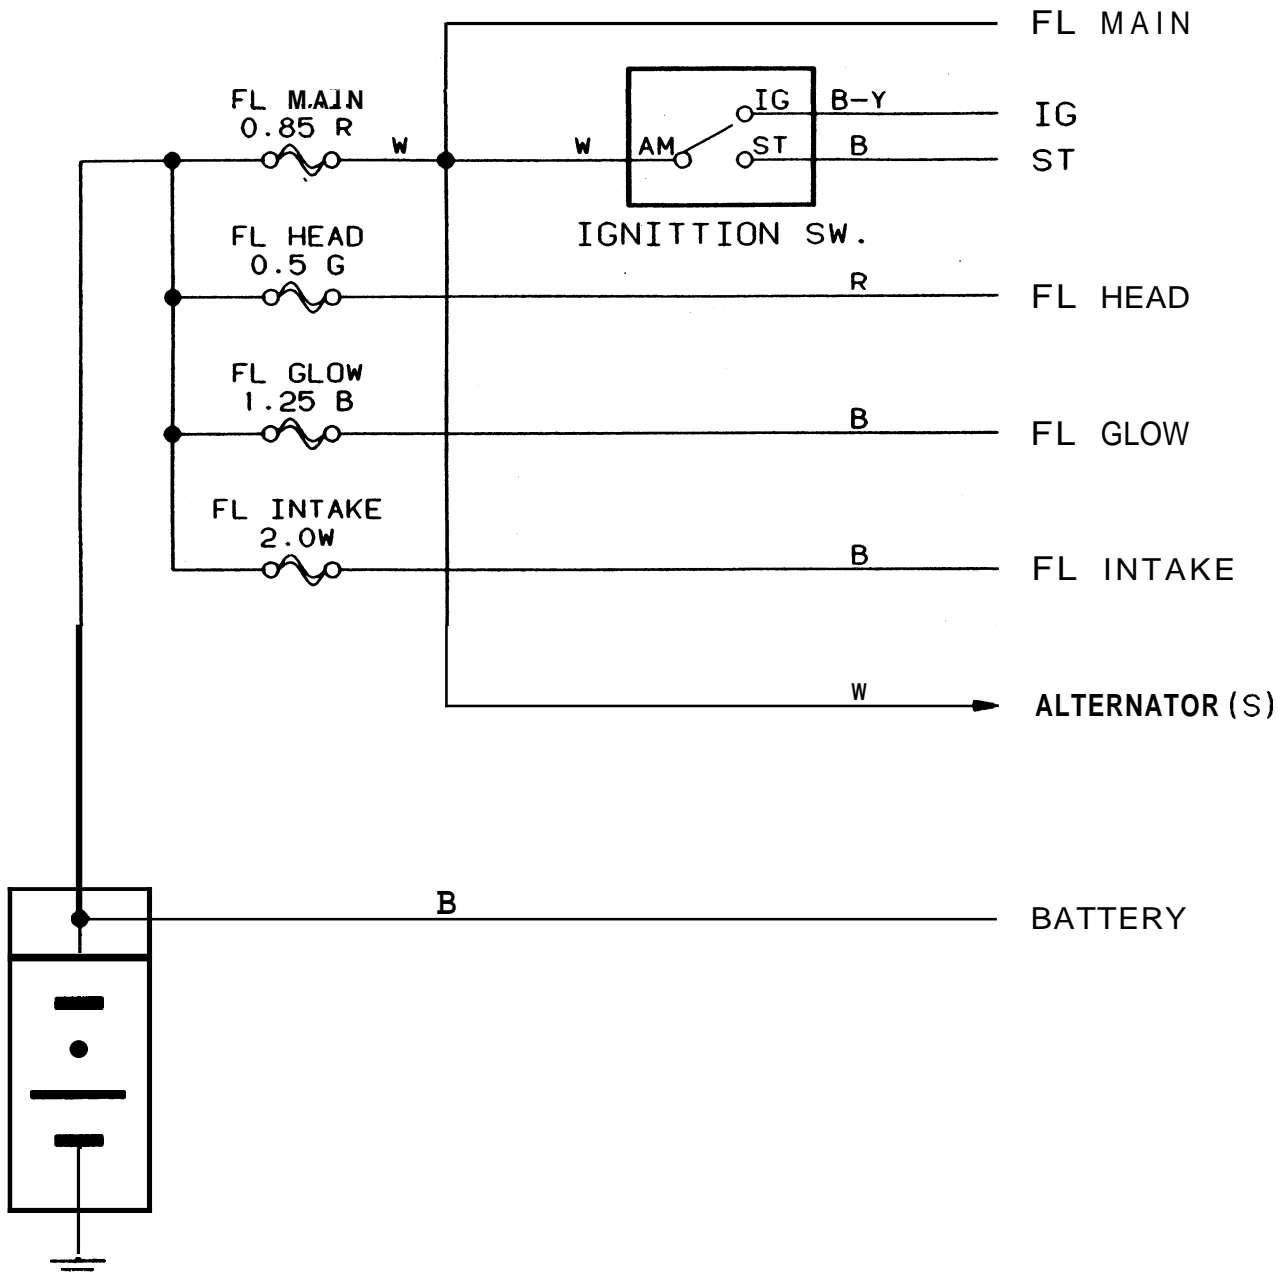 FL MAIN
FL MAIN
0.85 R
W
W
AM
IG
ST
B-Y
B
IG
ST
IGNITTION SW.
FL HEAD
0.5 G
R
FL HEAD
FL GLOW
1.25 B
B
FL GLOW
FL INTAKE
2.0W
B
FL INTAKE
W
ALTERNATOR (S)
B
BATTERY